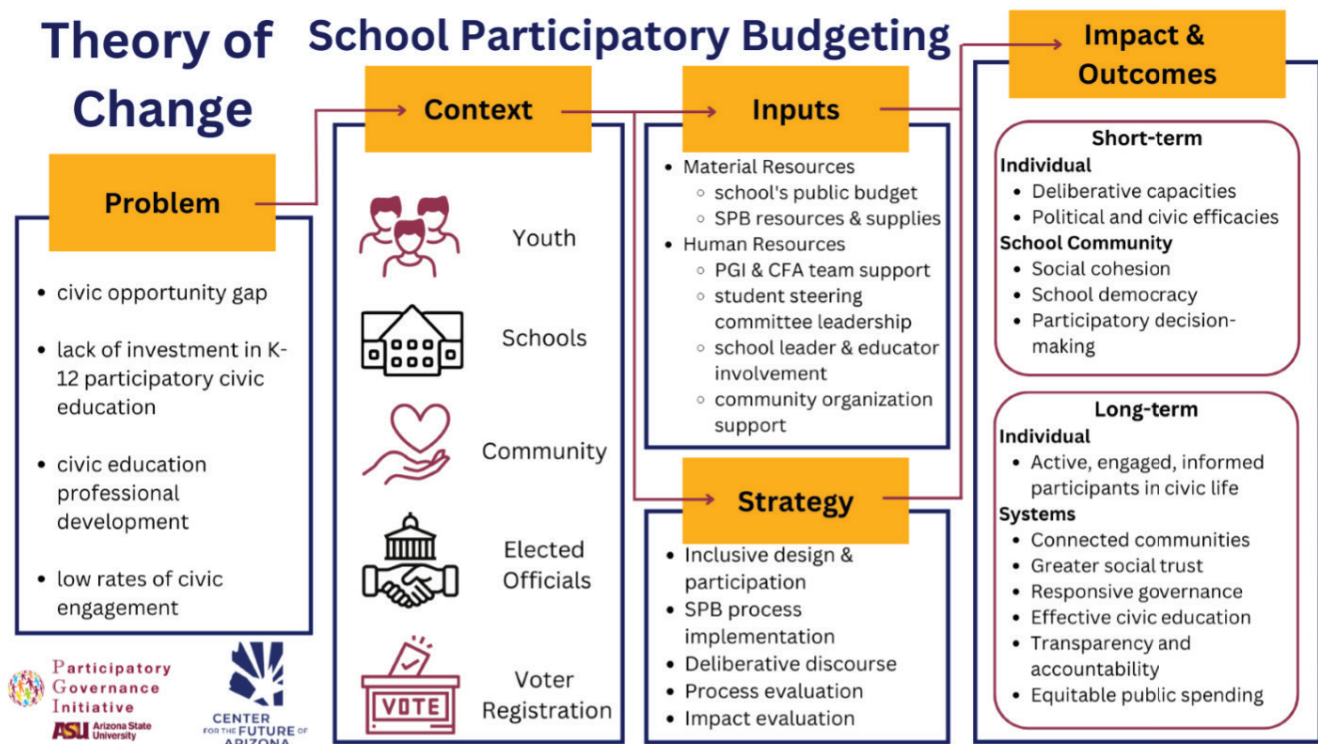 Theory of
Change
School Participatory Budgeting
Problem
• civic opportunity gap
• lack of investment in K-
12 participatory civic
education
• civic education
professional
development
• low rates of civic
engagement
Participatory
Governance
Initiative
ASU Arizona State
University
CENTER
FOR THE FUTURE OF
ARIZONA
Context
Youth
Schools
Community
Elected
Officials
VOTE
Voter
Registration
Inputs
• Material Resources
○ school's public budget
○ SPB resources & supplies
• Human Resources
○ PGI & CFA team support
○ student steering
committee leadership
○ school leader & educator
involvement
○ community organization
support
Strategy
• Inclusive design &
participation
• SPB process
implementation
• Deliberative discourse
• Process evaluation
• Impact evaluation
Impact &
Outcomes
Short-term
Individual
• Deliberative capacities
• Political and civic efficacies
School Community
• Social cohesion
• School democracy
• Participatory decision-
making
Long-term
Individual
• Active, engaged, informed
participants in civic life
Systems
• Connected communities
• Greater social trust
• Responsive governance
• Effective civic education
• Transparency and
accountability
• Equitable public spending